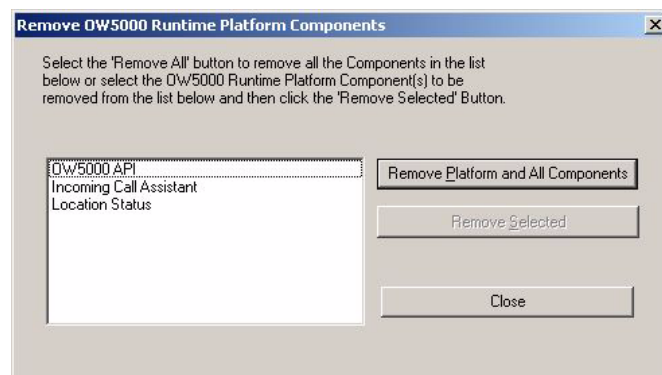 Remove OW5000 Runtime Platform Components
Select the 'Remove All' button to remove all the Components in the list
below or select the OW5000 Runtime Platform Component(s) to be
removed from the list below and then click the 'Remove Selected' Button.
OW5000 API
Incoming Call Assistant
Location Status
Remove Platform and All Components
Remove Selected
Close